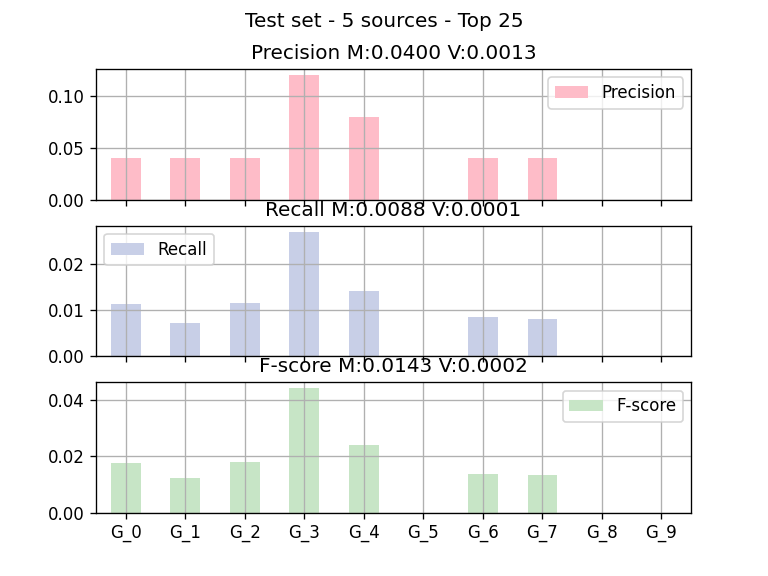 Test set - 5 sources - Top 25
Precision M:0.0400 V:0.0013
Precision
0.10
0.05
0.00
Recall M:0.0088 V:0.0001
Recall
0.02
0.01
0.00
F-score M:0.0143 V:0.0002
F-score
0.04
0.02
0.00
G_0 G_1 G_2 G_3 G_4 G_5 G_6 G_7 G_8 G_9